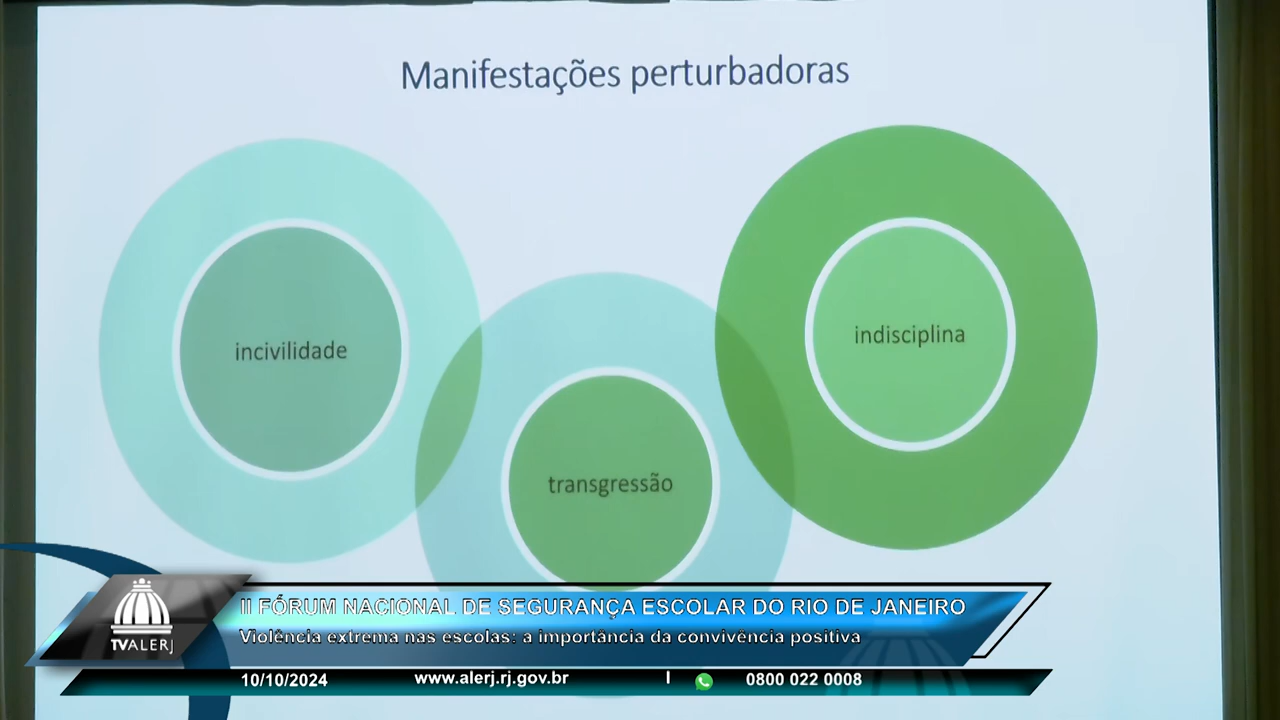 Manifestações perturbadoras
incivilidade
indisciplina
transgressão
II FÓRUM NACIONAL DE SEGURANÇA ESCOLAR DO RIO DE JANEIRO
Violência extrema nas escolas: a importância da convivência positiva
TVALERJ
10/10/2024 www.alerj.rj.gov.br | 0800 022 0008